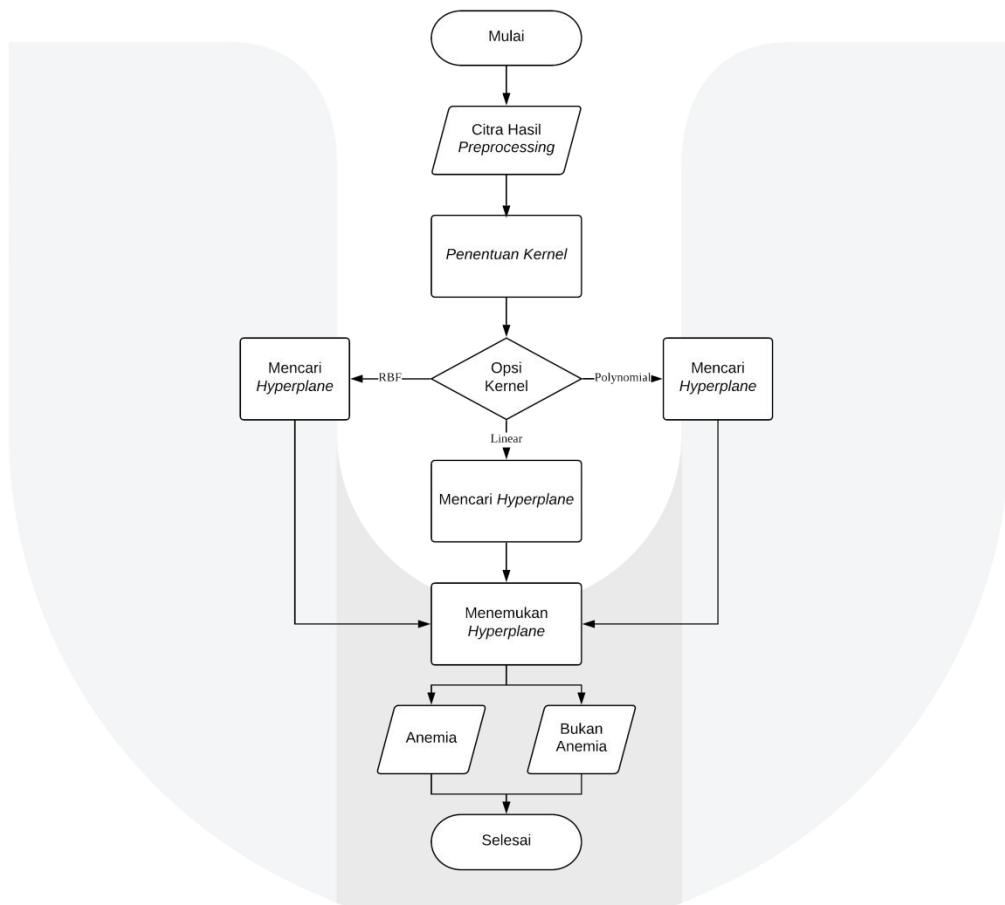 Mulai
Citra Hasil
Preprocessing
Penentuan Kernel
Opsi
Kernel
RBF
Polynomial
Linear
Mencari
Hyperplane
Mencari
Hyperplane
Mencari Hyperplane
Menemukan
Hyperplane
Anemia
Bukan
Anemia
Selesai